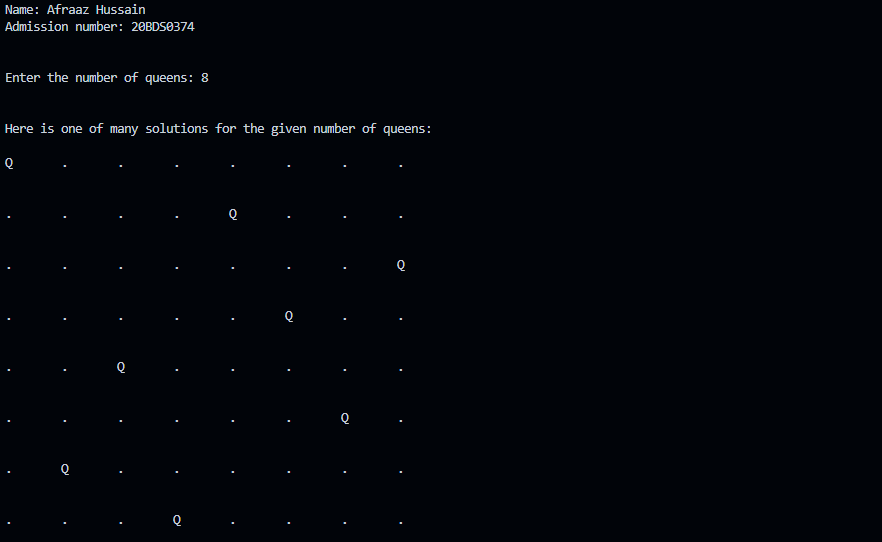 Name: Afraaz Hussain
Admission number: 20BDS0374
Enter the number of queens: 8
Here is one of many solutions for the given number of queens:
Q . . . . . . .
. . . . Q . . .
. . . . . . . Q
. . . . . Q . .
. . Q . . . . .
. . . . . . Q .
. Q . . . . . .
. . . Q . . . .